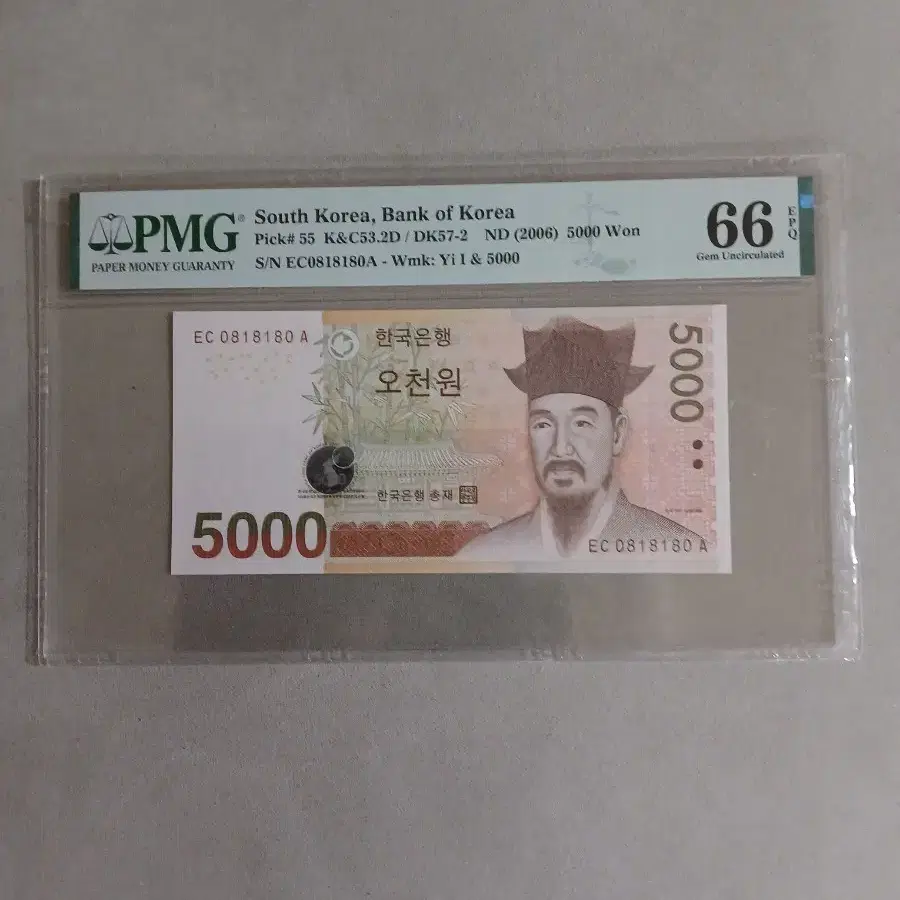 PMG®
PAPER MONEY GUARANTY
South Korea, Bank of Korea
Pick# 55 K&C53.2D / DK57-2 ND (2006) 5000 Won
S/N EC0818180A - Wmk: Yi I & 5000
66 EPQ
Gem Uncirculated
EC 0818180 A
한국은행
오천원
5000
한국은행 총재
5000
EC 0818180 A